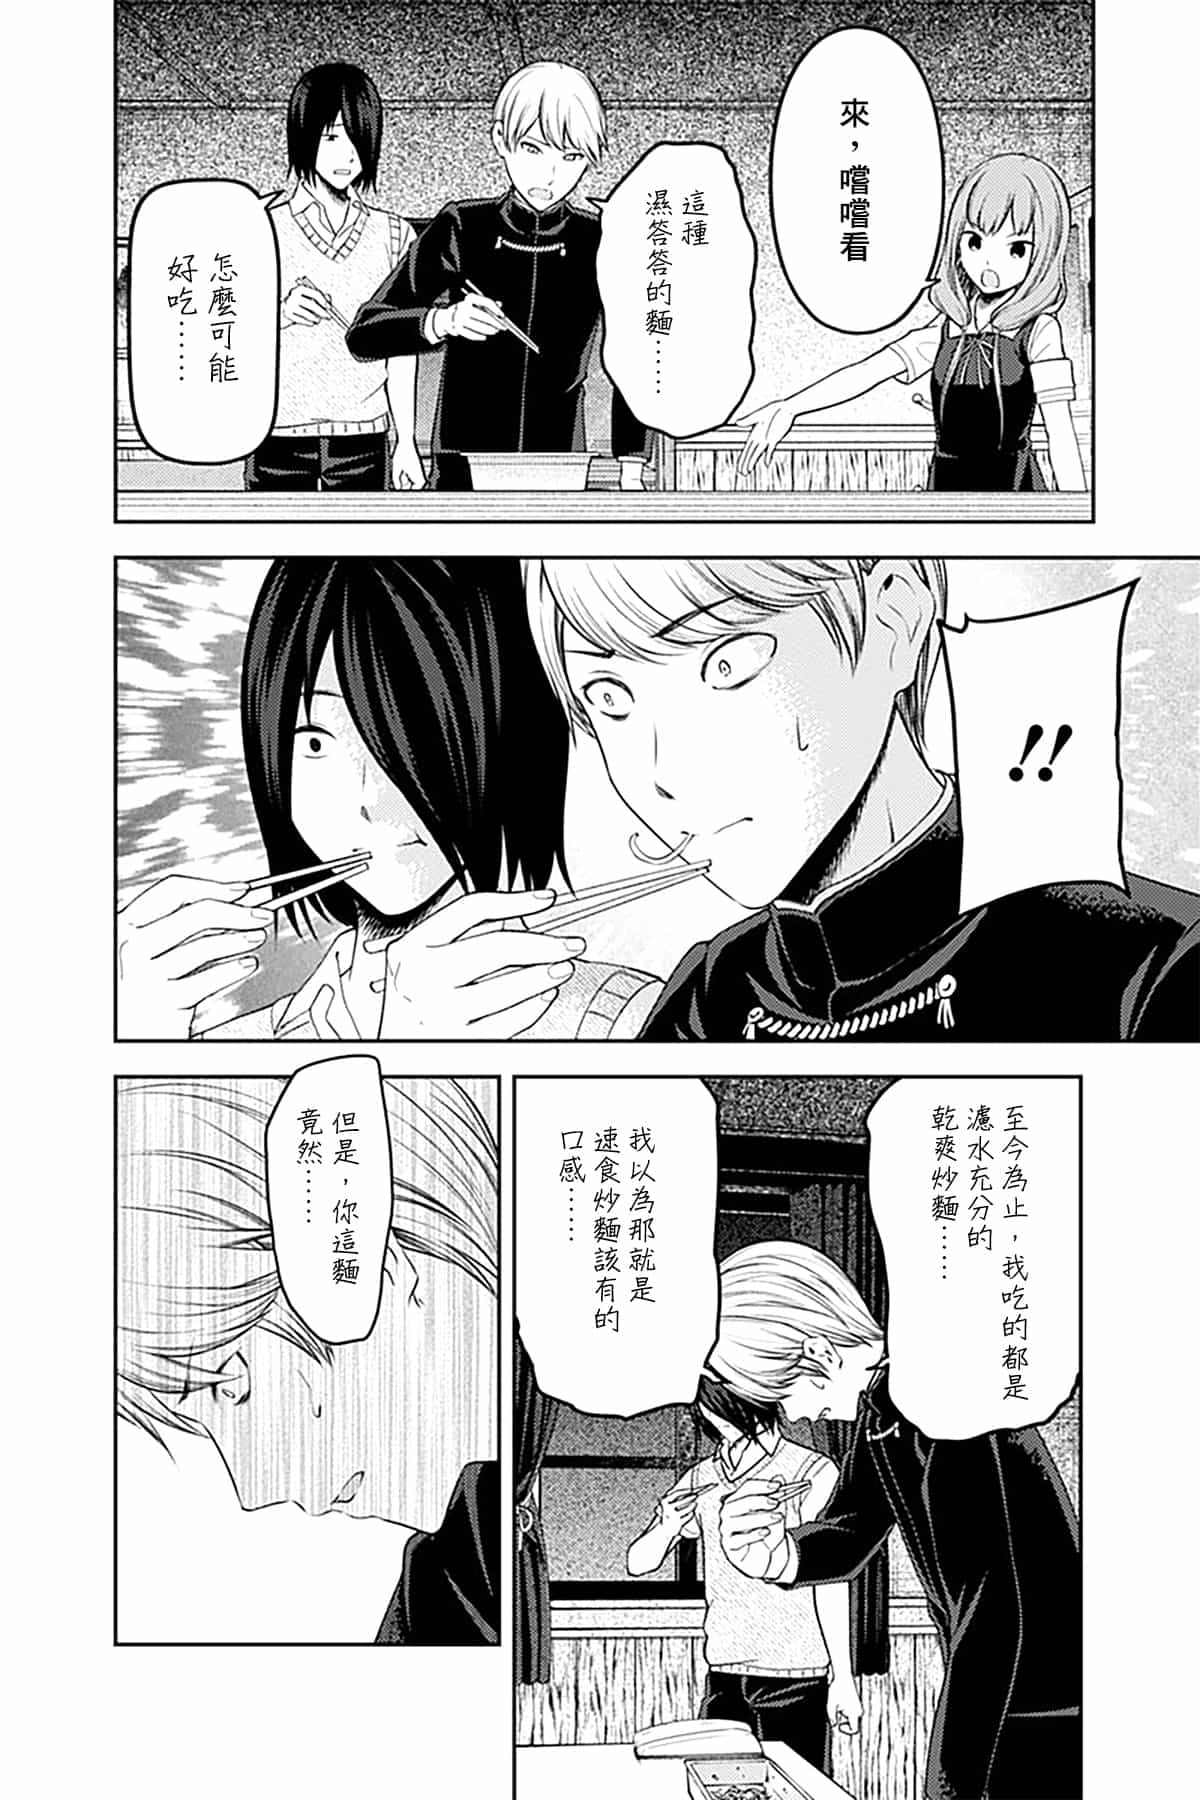 來，嚐嚐看
這種
濕答答的麵……
怎麼可能
好吃……
!!
至今為止，我吃的都是
濾水充分的
乾爽炒麵……
我以為那就是
速食炒麵該有的
口感……
但是，你這麵
竟然……